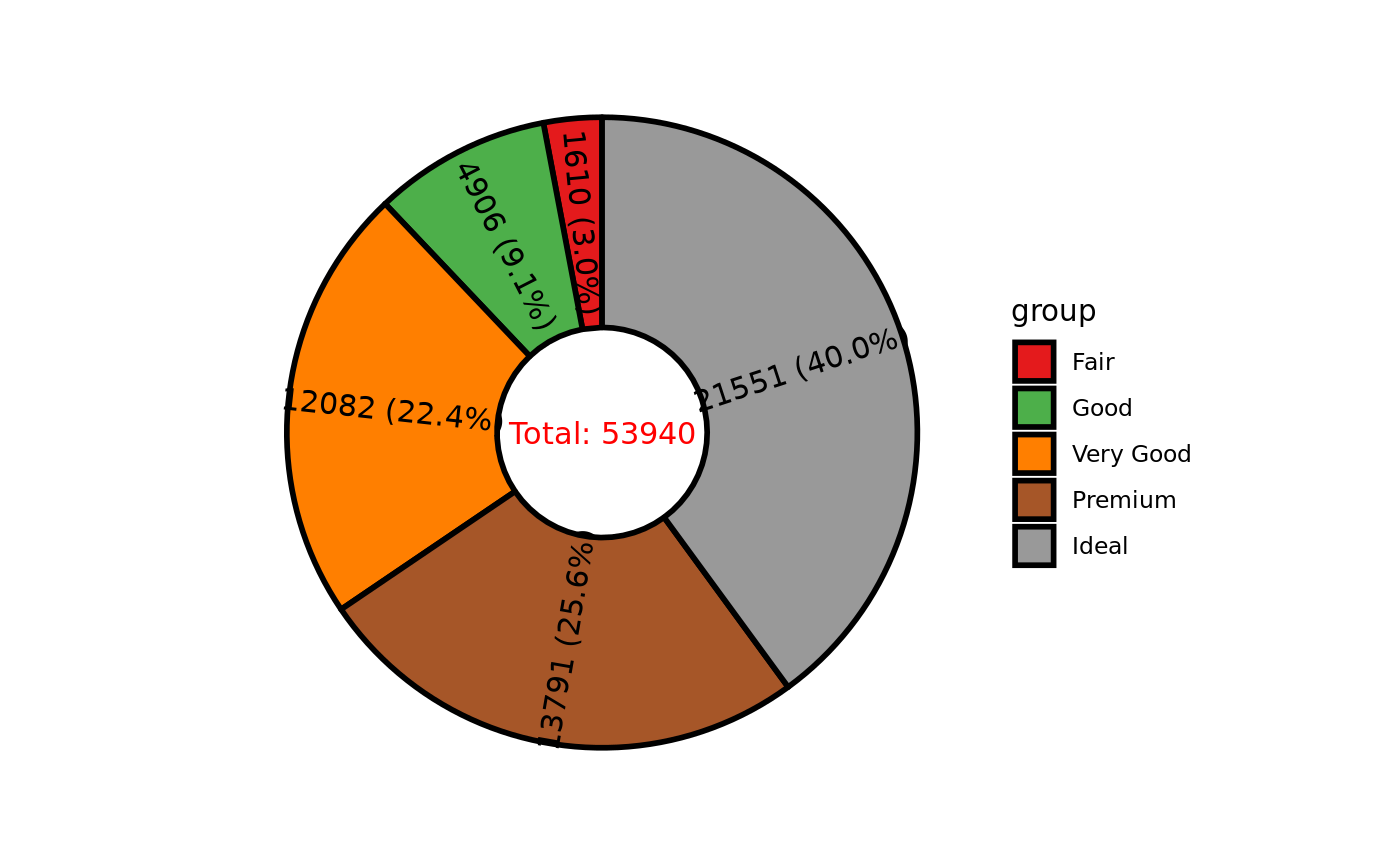 1610 (3.0%)
4906 (9.1%)
12082 (22.4%)
13791 (25.6%)
21551 (40.0%)
Total: 53940
group
Fair
Good
Very Good
Premium
Ideal